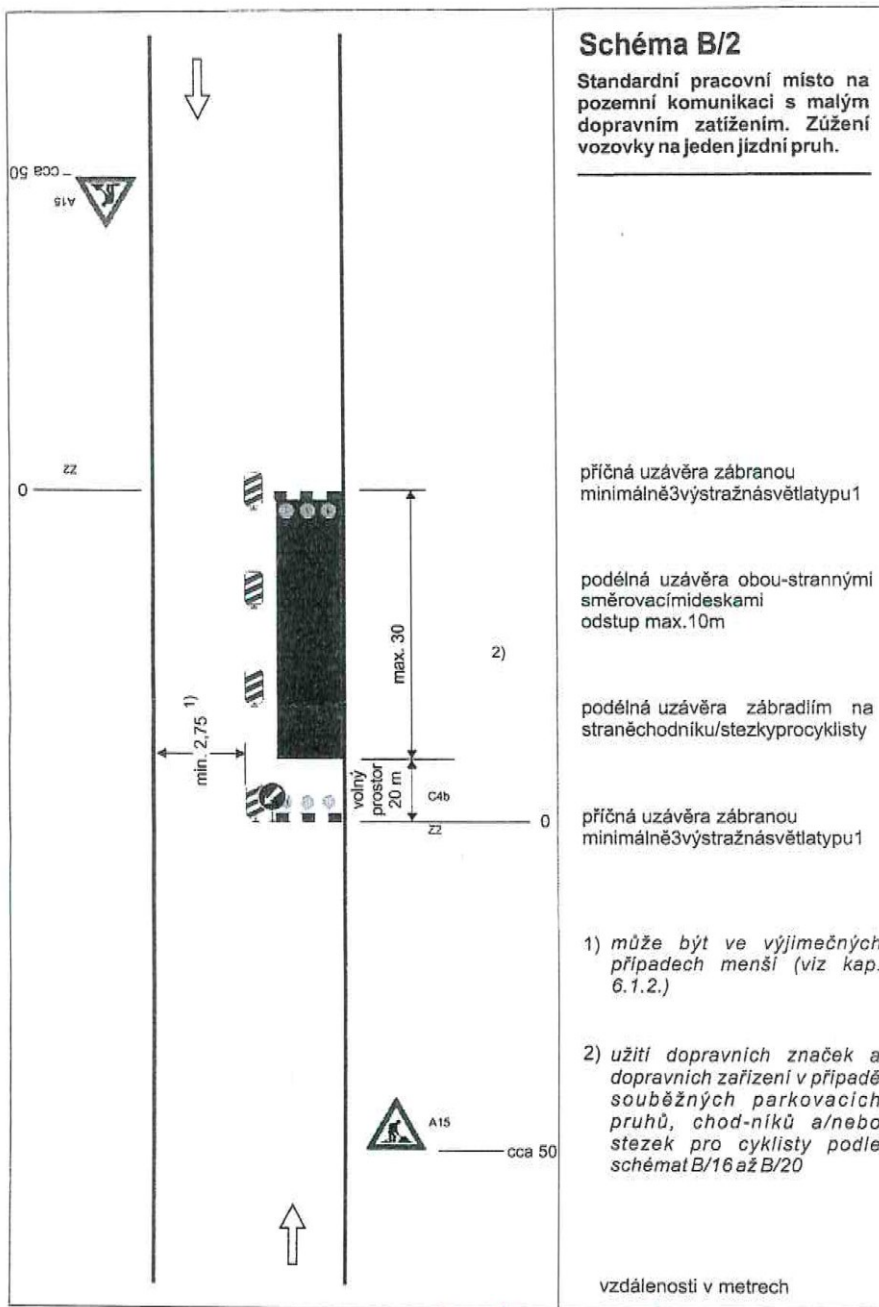 Schéma B/2
Standardní pracovní místo na
pozemní komunikaci s malým
dopravním zatížením. Zúžení
vozovky na jeden jízdní pruh.
cca 50
A15
Z2
0
příčná uzávěra zábranou
minimálně3výstražnásvětlatypu1
podélná uzávěra obou-strannými
směrovacímideskami
odstup max.10m
max. 30
2)
podélná uzávěra zábradlím na
straněchodníku/stezkyprocyklisty
min. 2,75 1)
volný
prostor
20 m
C4b
Z2
0
příčná uzávěra zábranou
minimálně3výstražnásvětlatypu1
1) může být ve výjimečných
případech menší (viz kap.
6.1.2.)
2) užití dopravních značek a
dopravních zařízení v případě
souběžných parkovacích
pruhů, chod-níků a/nebo
stezek pro cyklisty podle
schémat B/16 až B/20
A15
cca 50
vzdálenosti v metrech